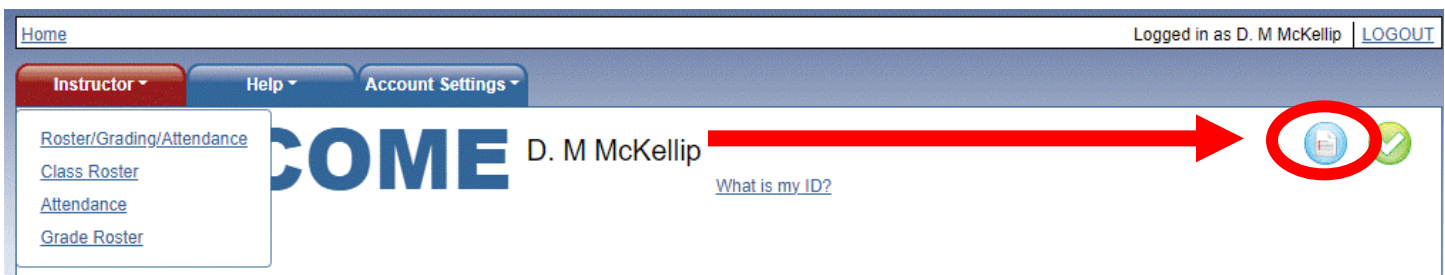 Home Logged in as D. M McKellip LOGOUT
Instructor Help Account Settings
Roster/Grading/Attendance
COME D. M McKellip
Class Roster
What is my ID?
Attendance
Grade Roster